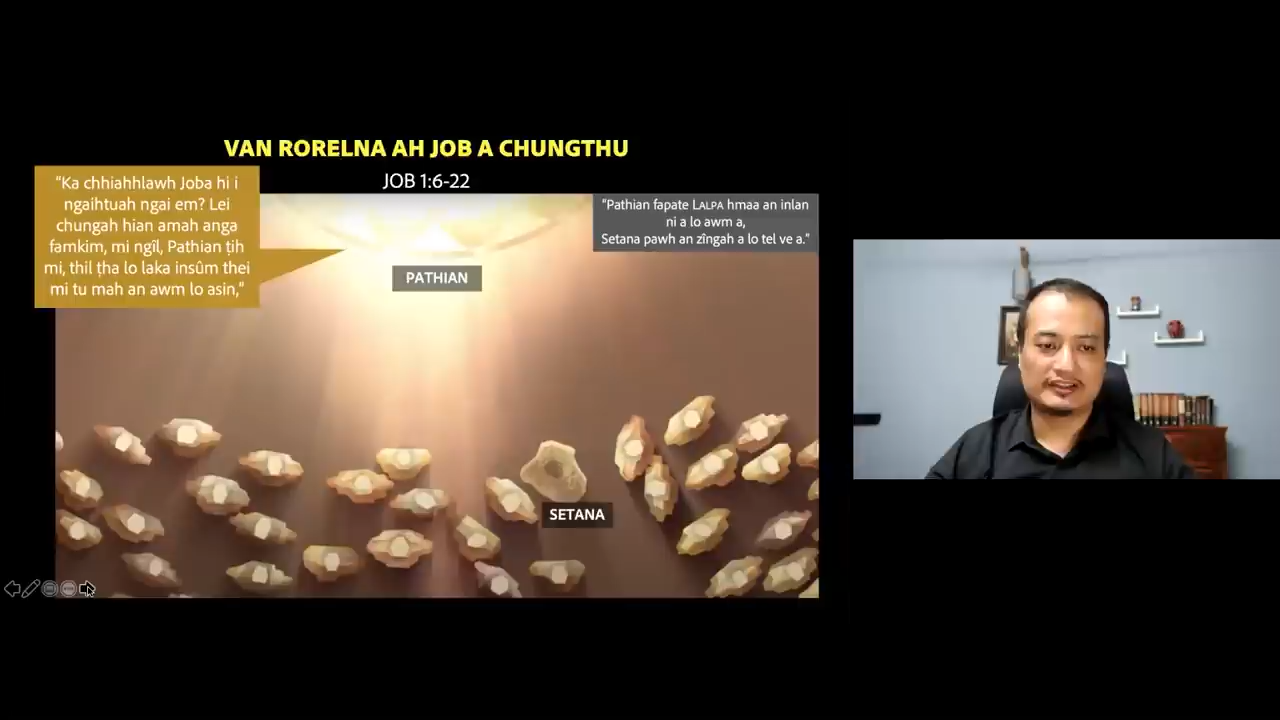 VAN RORELNA AH JOB A CHUNGTHU
JOB 1:6-22
“Ka chhiahhlawh Joba hi i
ngaihtuah ngai em? Lei
chungah hian amah anga
famkim, mi ngîl, Pathian ṭih
mi, thil ṭha lo laka insûm thei
mi tu mah an awm lo asin,”
“Pathian fapate LALPA hmaa an inlan
ni a lo awm a,
Setana pawh an zîngah a lo tel ve a.”
PATHIAN
SETANA